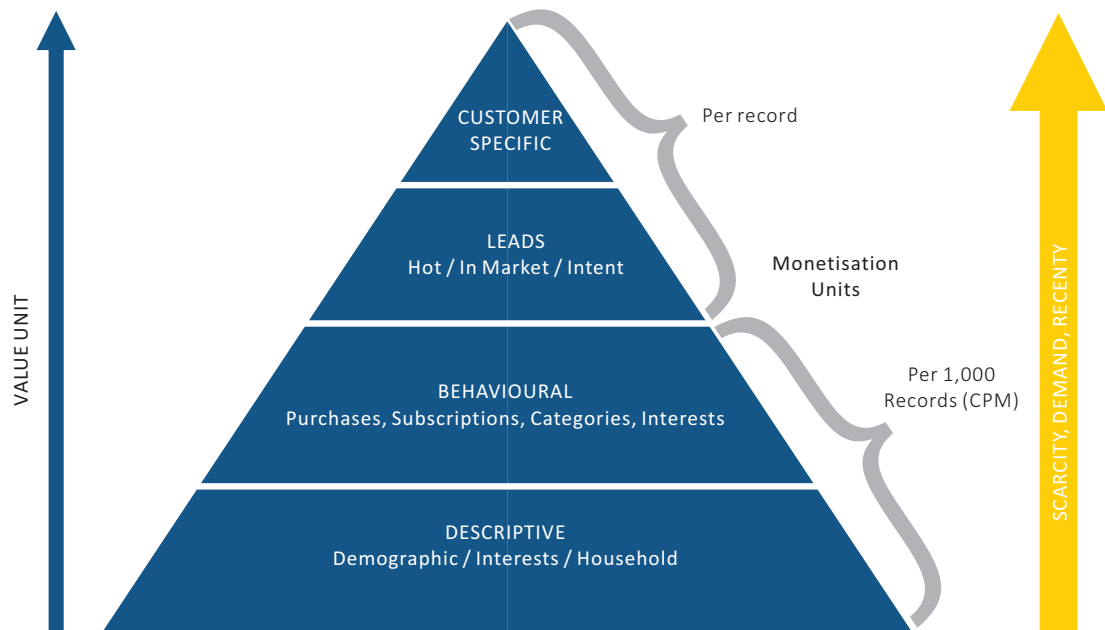 CUSTOMER
SPECIFIC
Per record
LEADS
Hot / In Market / Intent
Monetisation
Units
VALUE UNIT
BEHAVIOURAL
Purchases, Subscriptions, Categories, Interests
Per 1,000
Records (CPM)
SCARCITY, DEMAND, RECENTY
DESCRIPTIVE
Demographic / Interests / Household